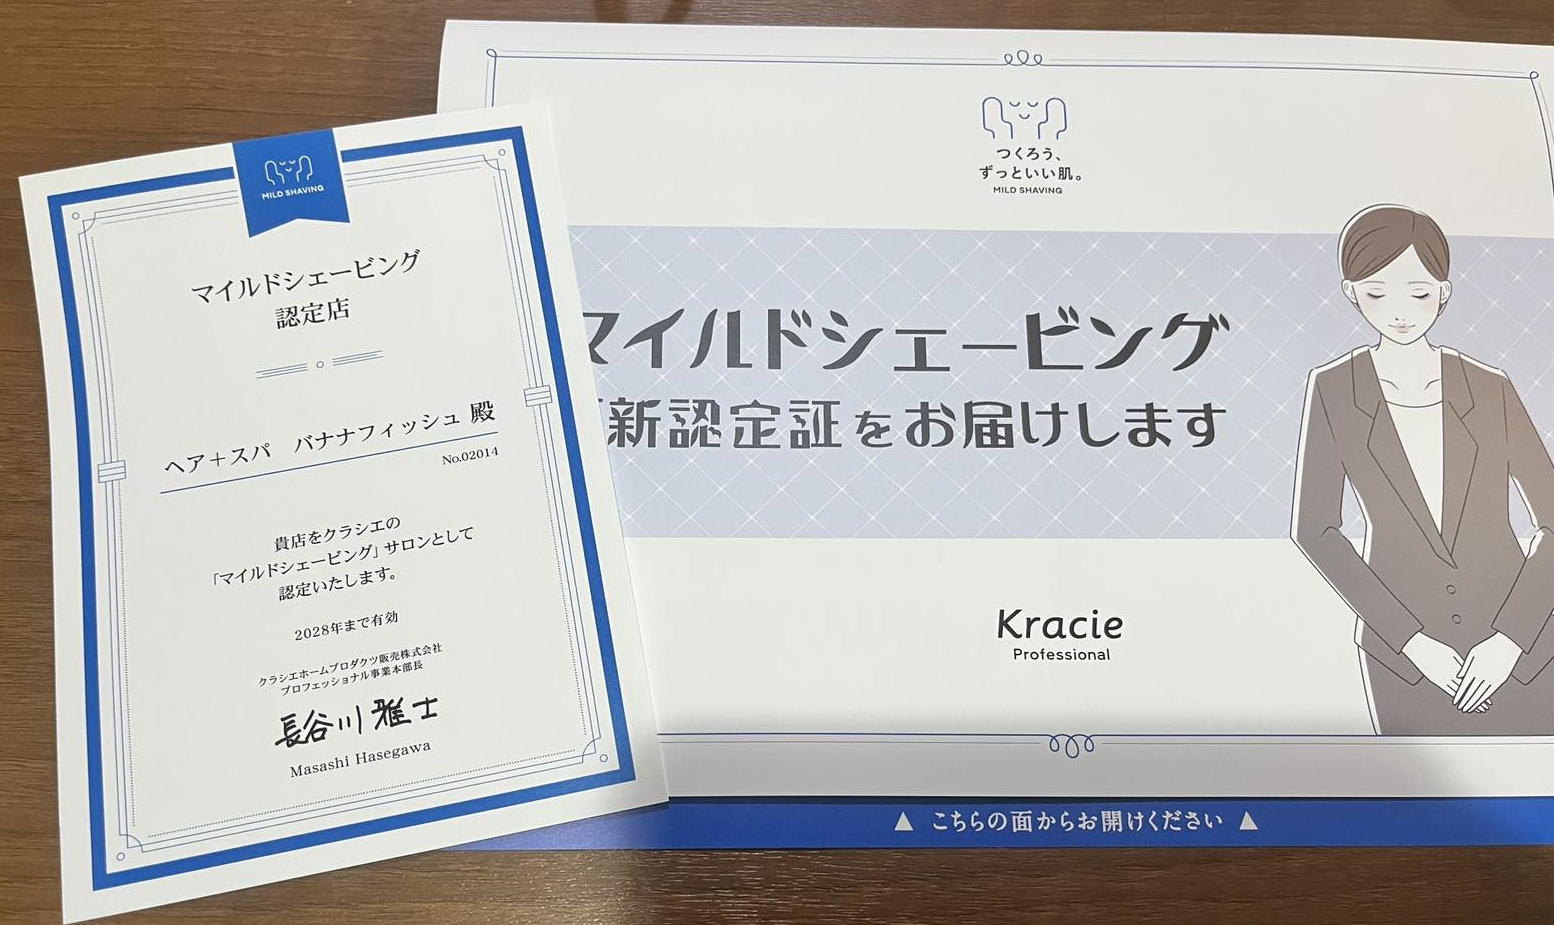 MILD SHAVING
マイルドシェービング
認定店
ヘア＋スパ　バナナフィッシュ 殿
No.02014
貴店をクラシエの
「マイルドシェービング」サロンとして
認定いたします。
2028年まで有効
クラシエホームプロダクツ販売株式会社
プロフェッショナル事業本部長
長谷川 雅士
Masashi Hasegawa
つくろう、
ずっといい肌。
MILD SHAVING
マイルドシェービング
新認定証をお届けします
Kracie
Professional
▲ こちらの面からお開けください ▲